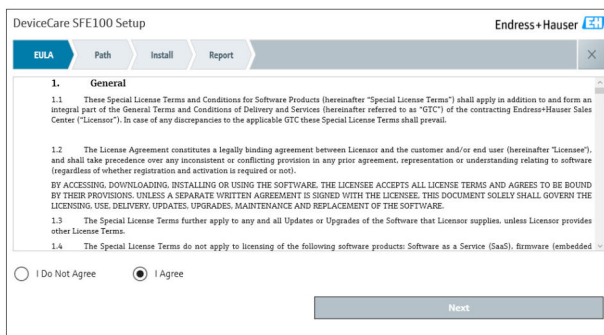 DeviceCare SFE100 Setup
Endress+Hauser EH
EULA Path Install Report
1. General
1.1 These Special License Terms and Conditions for Software Products (hereinafter "Special License Terms") shall apply in addition to and form an
integral part of the General Terms and Conditions of Delivery and Services (hereinafter referred to as "GTC") of the contracting Endress+Hauser Sales
Center ("Licensor"). In case of any discrepancies to the applicable GTC these Special License Terms shall prevail.
1.2 The License Agreement constitutes a legally binding agreement between Licensor and the customer and/or end user (hereinafter "Licensee"),
and shall take precedence over any inconsistent or conflicting provision in any prior agreement, representation or understanding relating to software
(regardless of whether registration and activation is required or not).
BY ACCESSING, DOWNLOADING, INSTALLING OR USING THE SOFTWARE, THE LICENSEE ACCEPTS ALL LICENSE TERMS AND AGREES TO BE BOUND
BY THEIR PROVISIONS. UNLESS A SEPARATE WRITTEN AGREEMENT IS SIGNED WITH THE LICENSEE, THIS DOCUMENT SOLELY SHALL GOVERN THE
LICENSING, USE, DELIVERY, UPDATES, UPGRADES, MAINTENANCE AND REPLACEMENT OF THE SOFTWARE.
1.3 The Special License Terms further apply to any and all Updates or Upgrades of the Software that Licensor supplies, unless Licensor provides
other License Terms.
1.4 The Special License Terms do not apply to licensing of the following software products: Software as a Service (SaaS), firmware (embedded
I Do Not Agree I Agree
Next